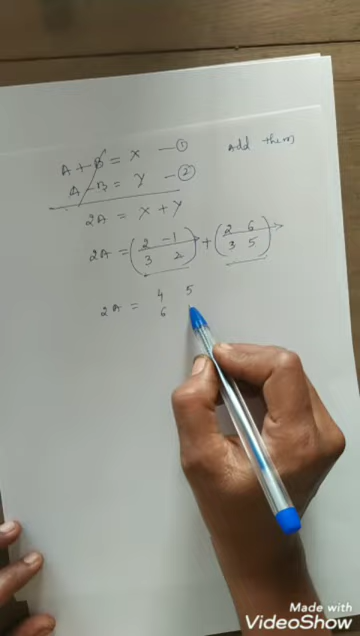 A + B = X — ① Add them
A - B = Y — ②
2A = X + Y
2A = (2 -1 + (2 6
3 2) 3 5)
2A = 4 5
6
Made with
VideoShow